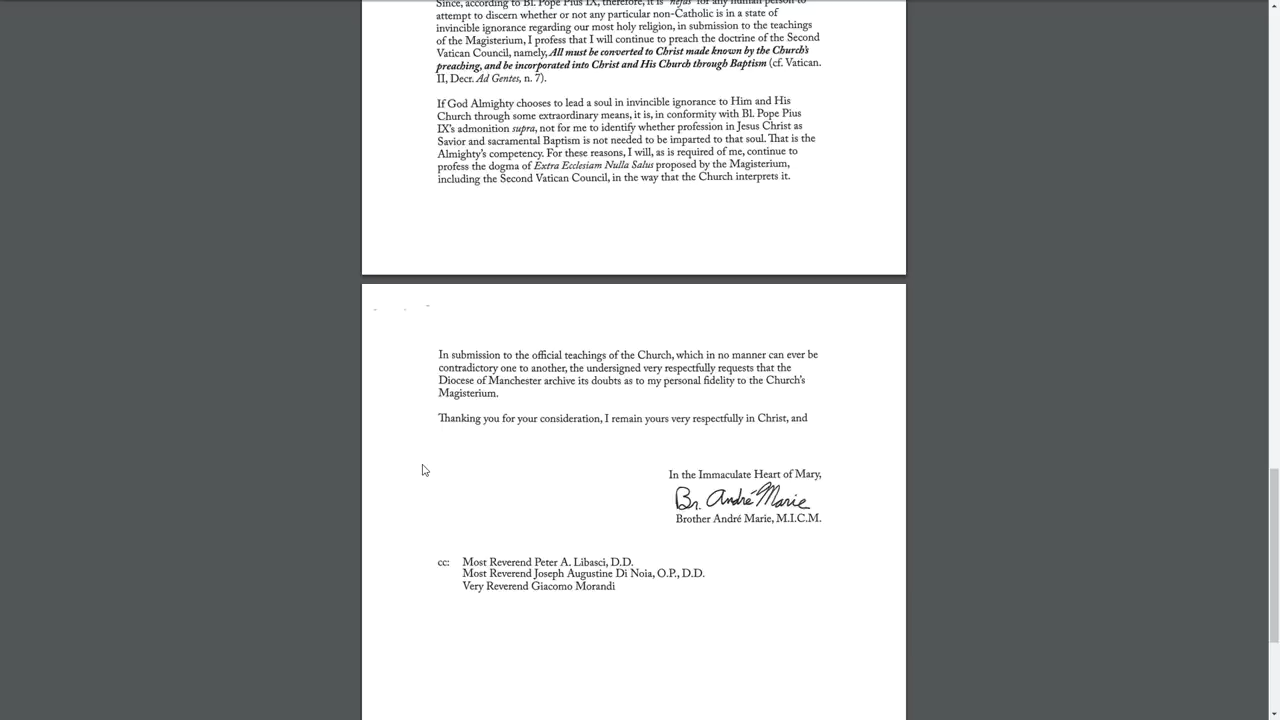 Since, according to Bl. Pope Pius IX, therefore, it is "nefas" for any human person to
attempt to discern whether or not any particular non-Catholic is in a state of
invincible ignorance regarding our most holy religion, in submission to the teachings
of the Magisterium, I profess that I will continue to preach the doctrine of the Second
Vatican Council, namely, All must be converted to Christ made known by the Church's
preaching, and be incorporated into Christ and His Church through Baptism (cf. Vatican.
II, Decr. Ad Gentes, n. 7).
If God Almighty chooses to lead a soul in invincible ignorance to Him and His
Church through some extraordinary means, it is, in conformity with Bl. Pope Pius
IX's admonition supra, not for me to identify whether profession in Jesus Christ as
Savior and sacramental Baptism is not needed to be imparted to that soul. That is the
Almighty's competency. For these reasons, I will, as is required of me, continue to
profess the dogma of Extra Ecclesiam Nulla Salus proposed by the Magisterium,
including the Second Vatican Council, in the way that the Church interprets it.
In submission to the official teachings of the Church, which in no manner can ever be
contradictory one to another, the undersigned very respectfully requests that the
Diocese of Manchester archive its doubts as to my personal fidelity to the Church's
Magisterium.
Thanking you for your consideration, I remain yours very respectfully in Christ, and
In the Immaculate Heart of Mary,
Br. André Marie
Brother André Marie, M.I.C.M.
cc: Most Reverend Peter A. Libasci, D.D.
Most Reverend Joseph Augustine Di Noia, O.P., D.D.
Very Reverend Giacomo Morandi